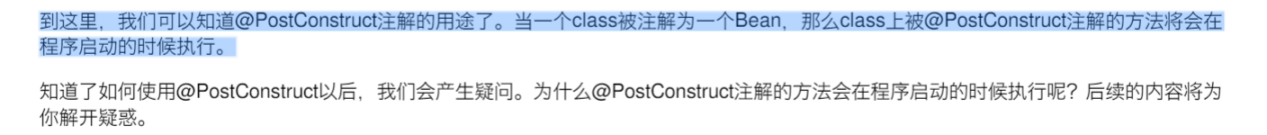 到这里，我们可以知道@PostConstruct注解的用途了。当一个class被注解为一个Bean，那么class上被@PostConstruct注解的方法将会在
程序启动的时候执行。
知道了如何使用@PostConstruct以后，我们会产生疑问。为什么@PostConstruct注解的方法会在程序启动的时候执行呢？后续的内容将为
你解开疑惑。